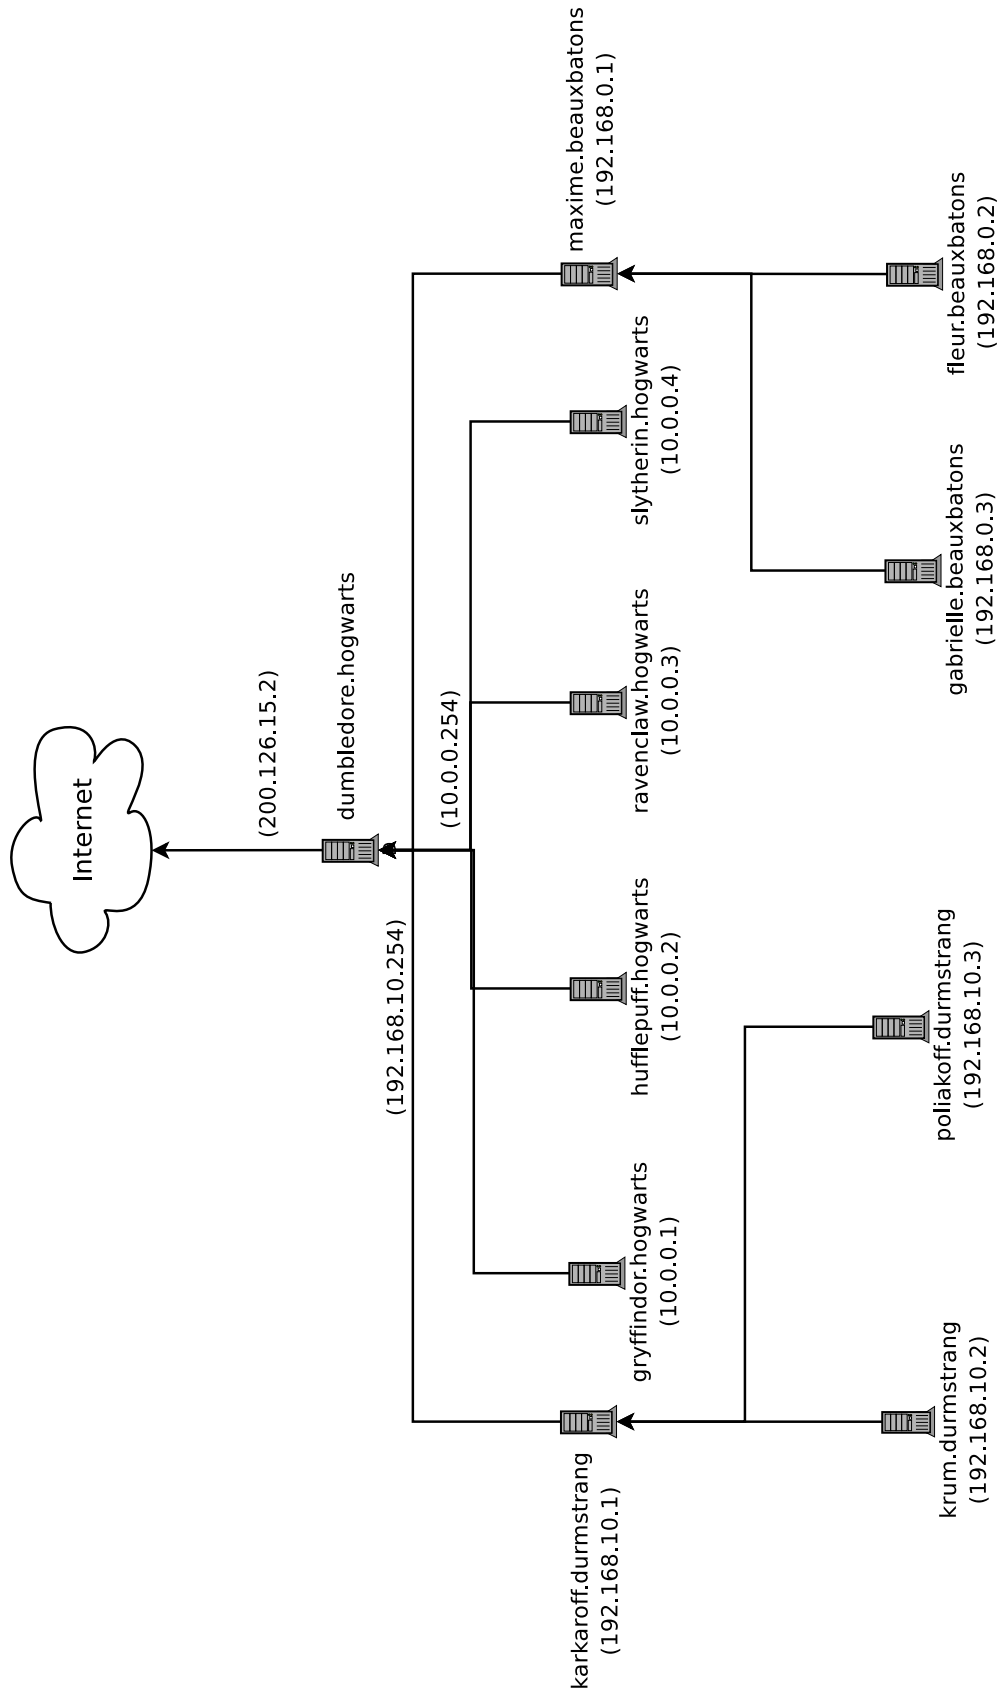 Internet
(200.126.15.2)
dumbledore.hogwarts
(192.168.10.254)
(10.0.0.254)
karkaroff.durmstrang
(192.168.10.1)
gryffindor.hogwarts
(10.0.0.1)
hufflepuff.hogwarts
(10.0.0.2)
ravenclaw.hogwarts
(10.0.0.3)
slytherin.hogwarts
(10.0.0.4)
maxime.beauxbatons
(192.168.0.1)
krum.durmstrang
(192.168.10.2)
poliakoff.durmstrang
(192.168.10.3)
gabrielle.beauxbatons
(192.168.0.3)
fleur.beauxbatons
(192.168.0.2)